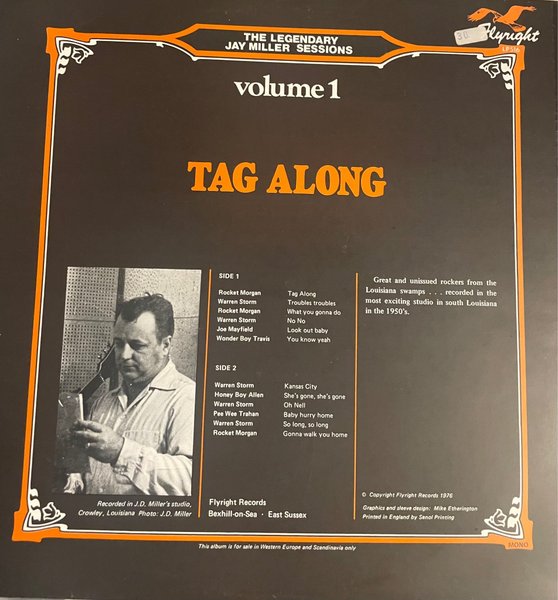 THE LEGENDARY
JAY MILLER SESSIONS
30
Flyright
LP 516
volume 1
TAG ALONG
SIDE 1
Rocket Morgan Tag Along
Warren Storm Troubles troubles
Rocket Morgan What you gonna do
Warren Storm No No
Joe Mayfield Look out baby
Wonder Boy Travis You know yeah
SIDE 2
Warren Storm Kansas City
Honey Boy Allen She's gone, she's gone
Warren Storm Oh Nell
Pee Wee Trahan Baby hurry home
Warren Storm So long, so long
Rocket Morgan Gonna walk you home
Great and unissued rockers from the
Louisiana swamps . . . recorded in the
most exciting studio in south Louisiana
in the 1950's.
Recorded in J.D. Miller's studio,
Crowley, Louisiana Photo: J.D. Miller
Flyright Records
Bexhill-on-Sea · East Sussex
© Copyright Flyright Records 1976
Graphics and sleeve design: Mike Etherington
Printed in England by Senol Printing
This album is for sale in Western Europe and Scandinavia only
MONO